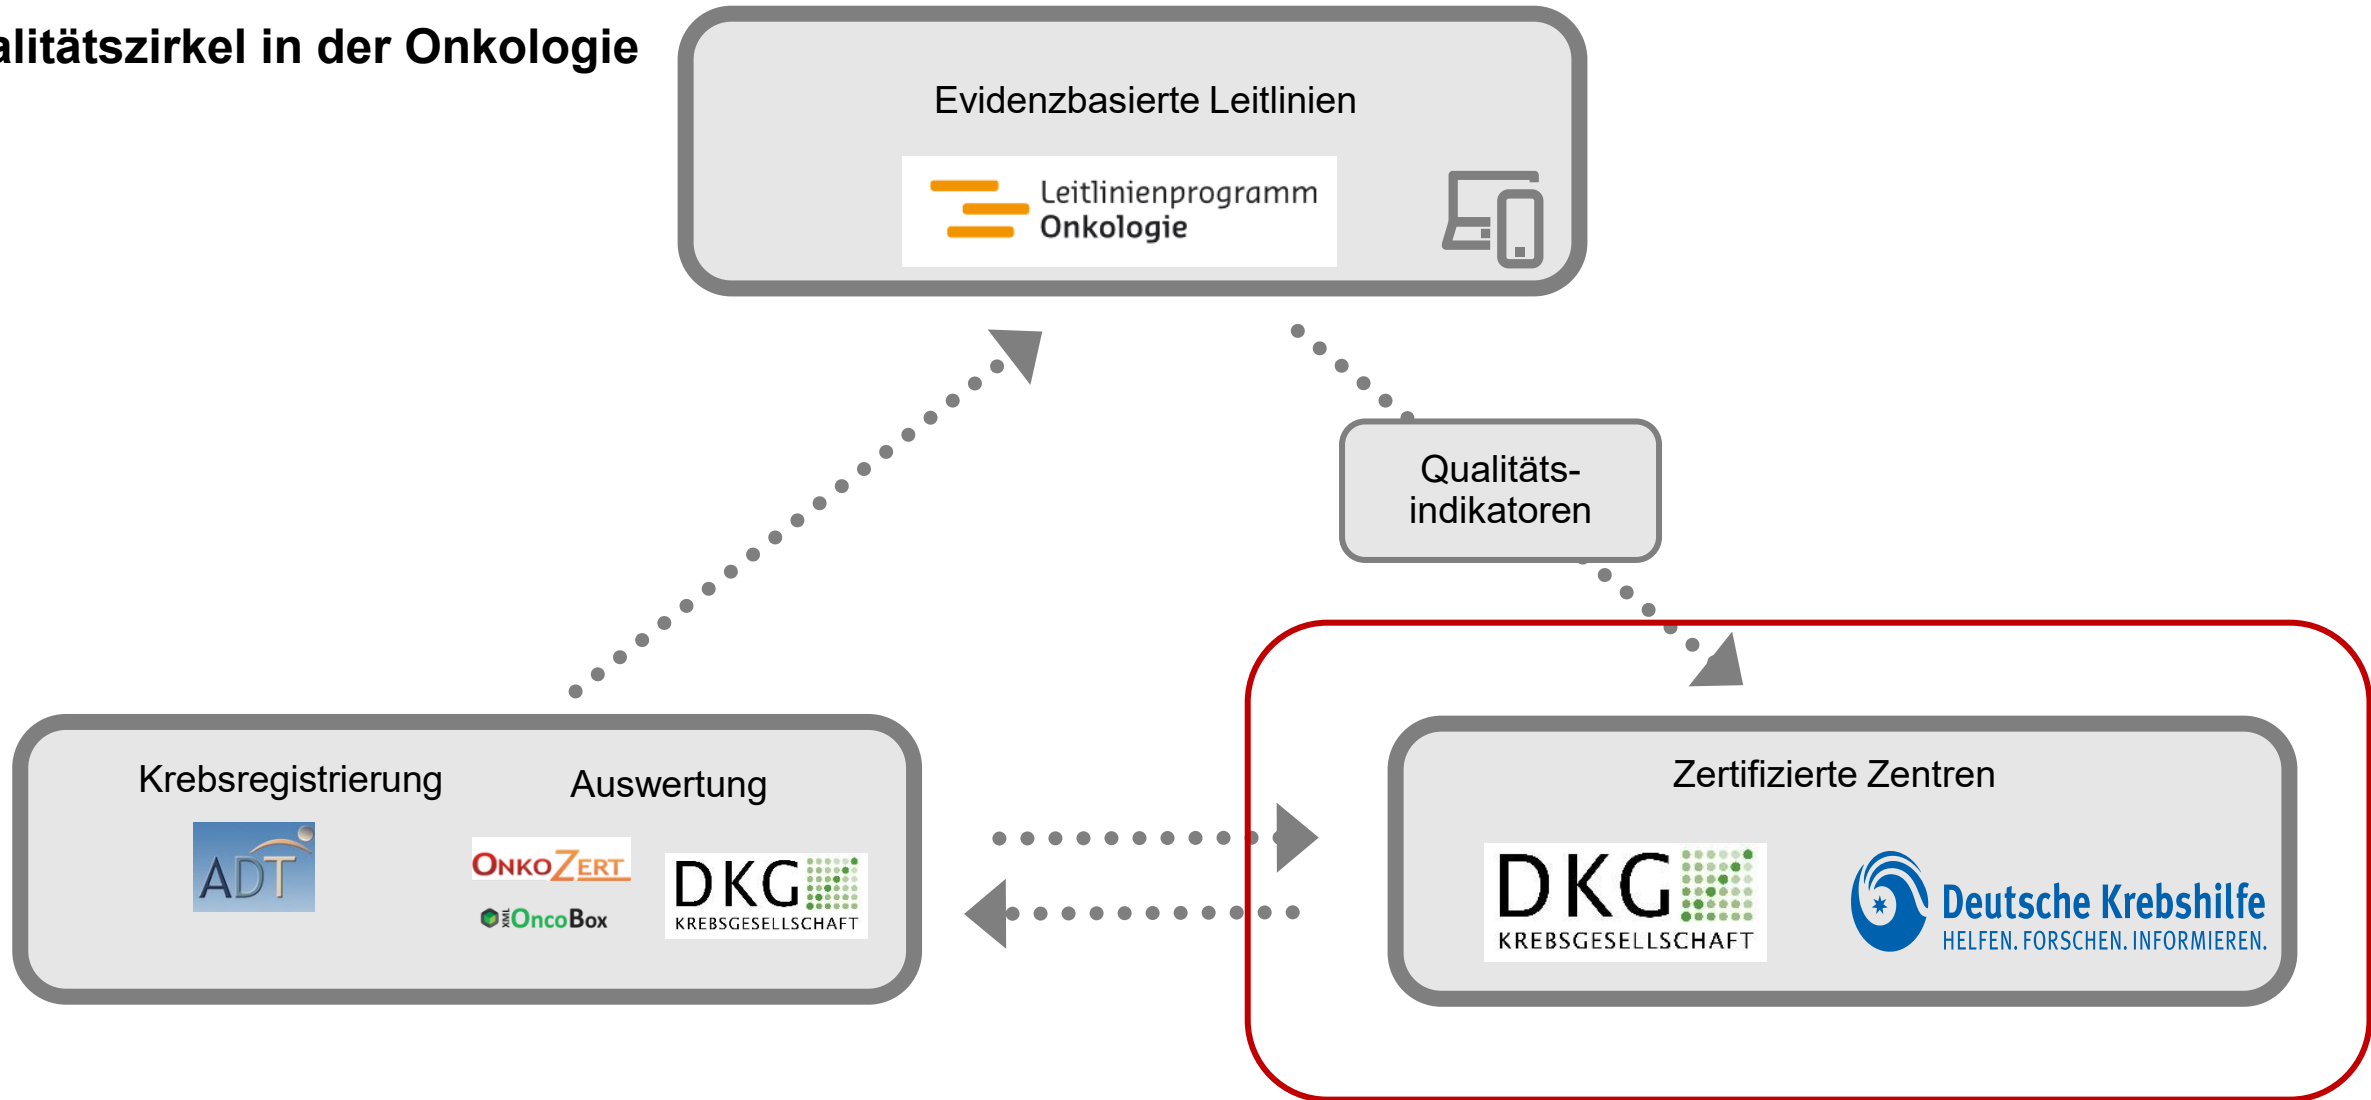 alitätszirkel in der Onkologie
Evidenzbasierte Leitlinien
Leitlinienprogramm
Onkologie
Qualitäts-
indikatoren
Krebsregistrierung
Auswertung
ADT
ONKOZERT
XML OncoBox
DKG
KREBSGESELLSCHAFT
Zertifizierte Zentren
DKG
KREBSGESELLSCHAFT
Deutsche Krebshilfe
HELFEN. FORSCHEN. INFORMIEREN.